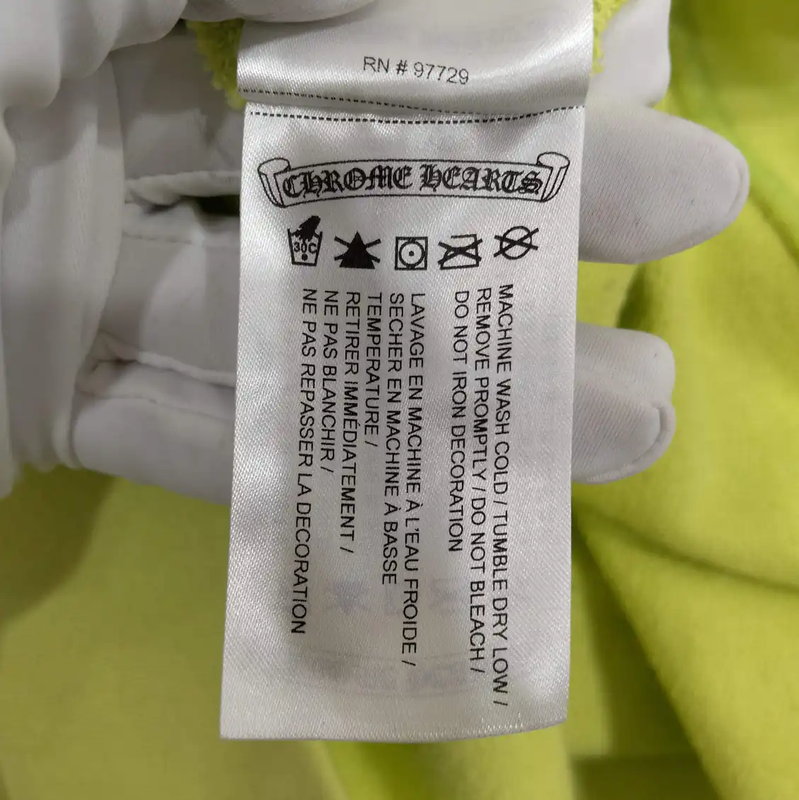 RN # 97729
CHROME HEARTS
30C
MACHINE WASH COLD / TUMBLE DRY LOW /
REMOVE PROMPTLY / DO NOT BLEACH /
DO NOT IRON DECORATION
LAVAGE EN MACHINE À L'EAU FROIDE /
SECHER EN MACHINE À BASSE
TEMPERATURE /
RETIRER IMMÉDIATEMENT /
NE PAS BLANCHIR /
NE PAS REPASSER LA DECORATION